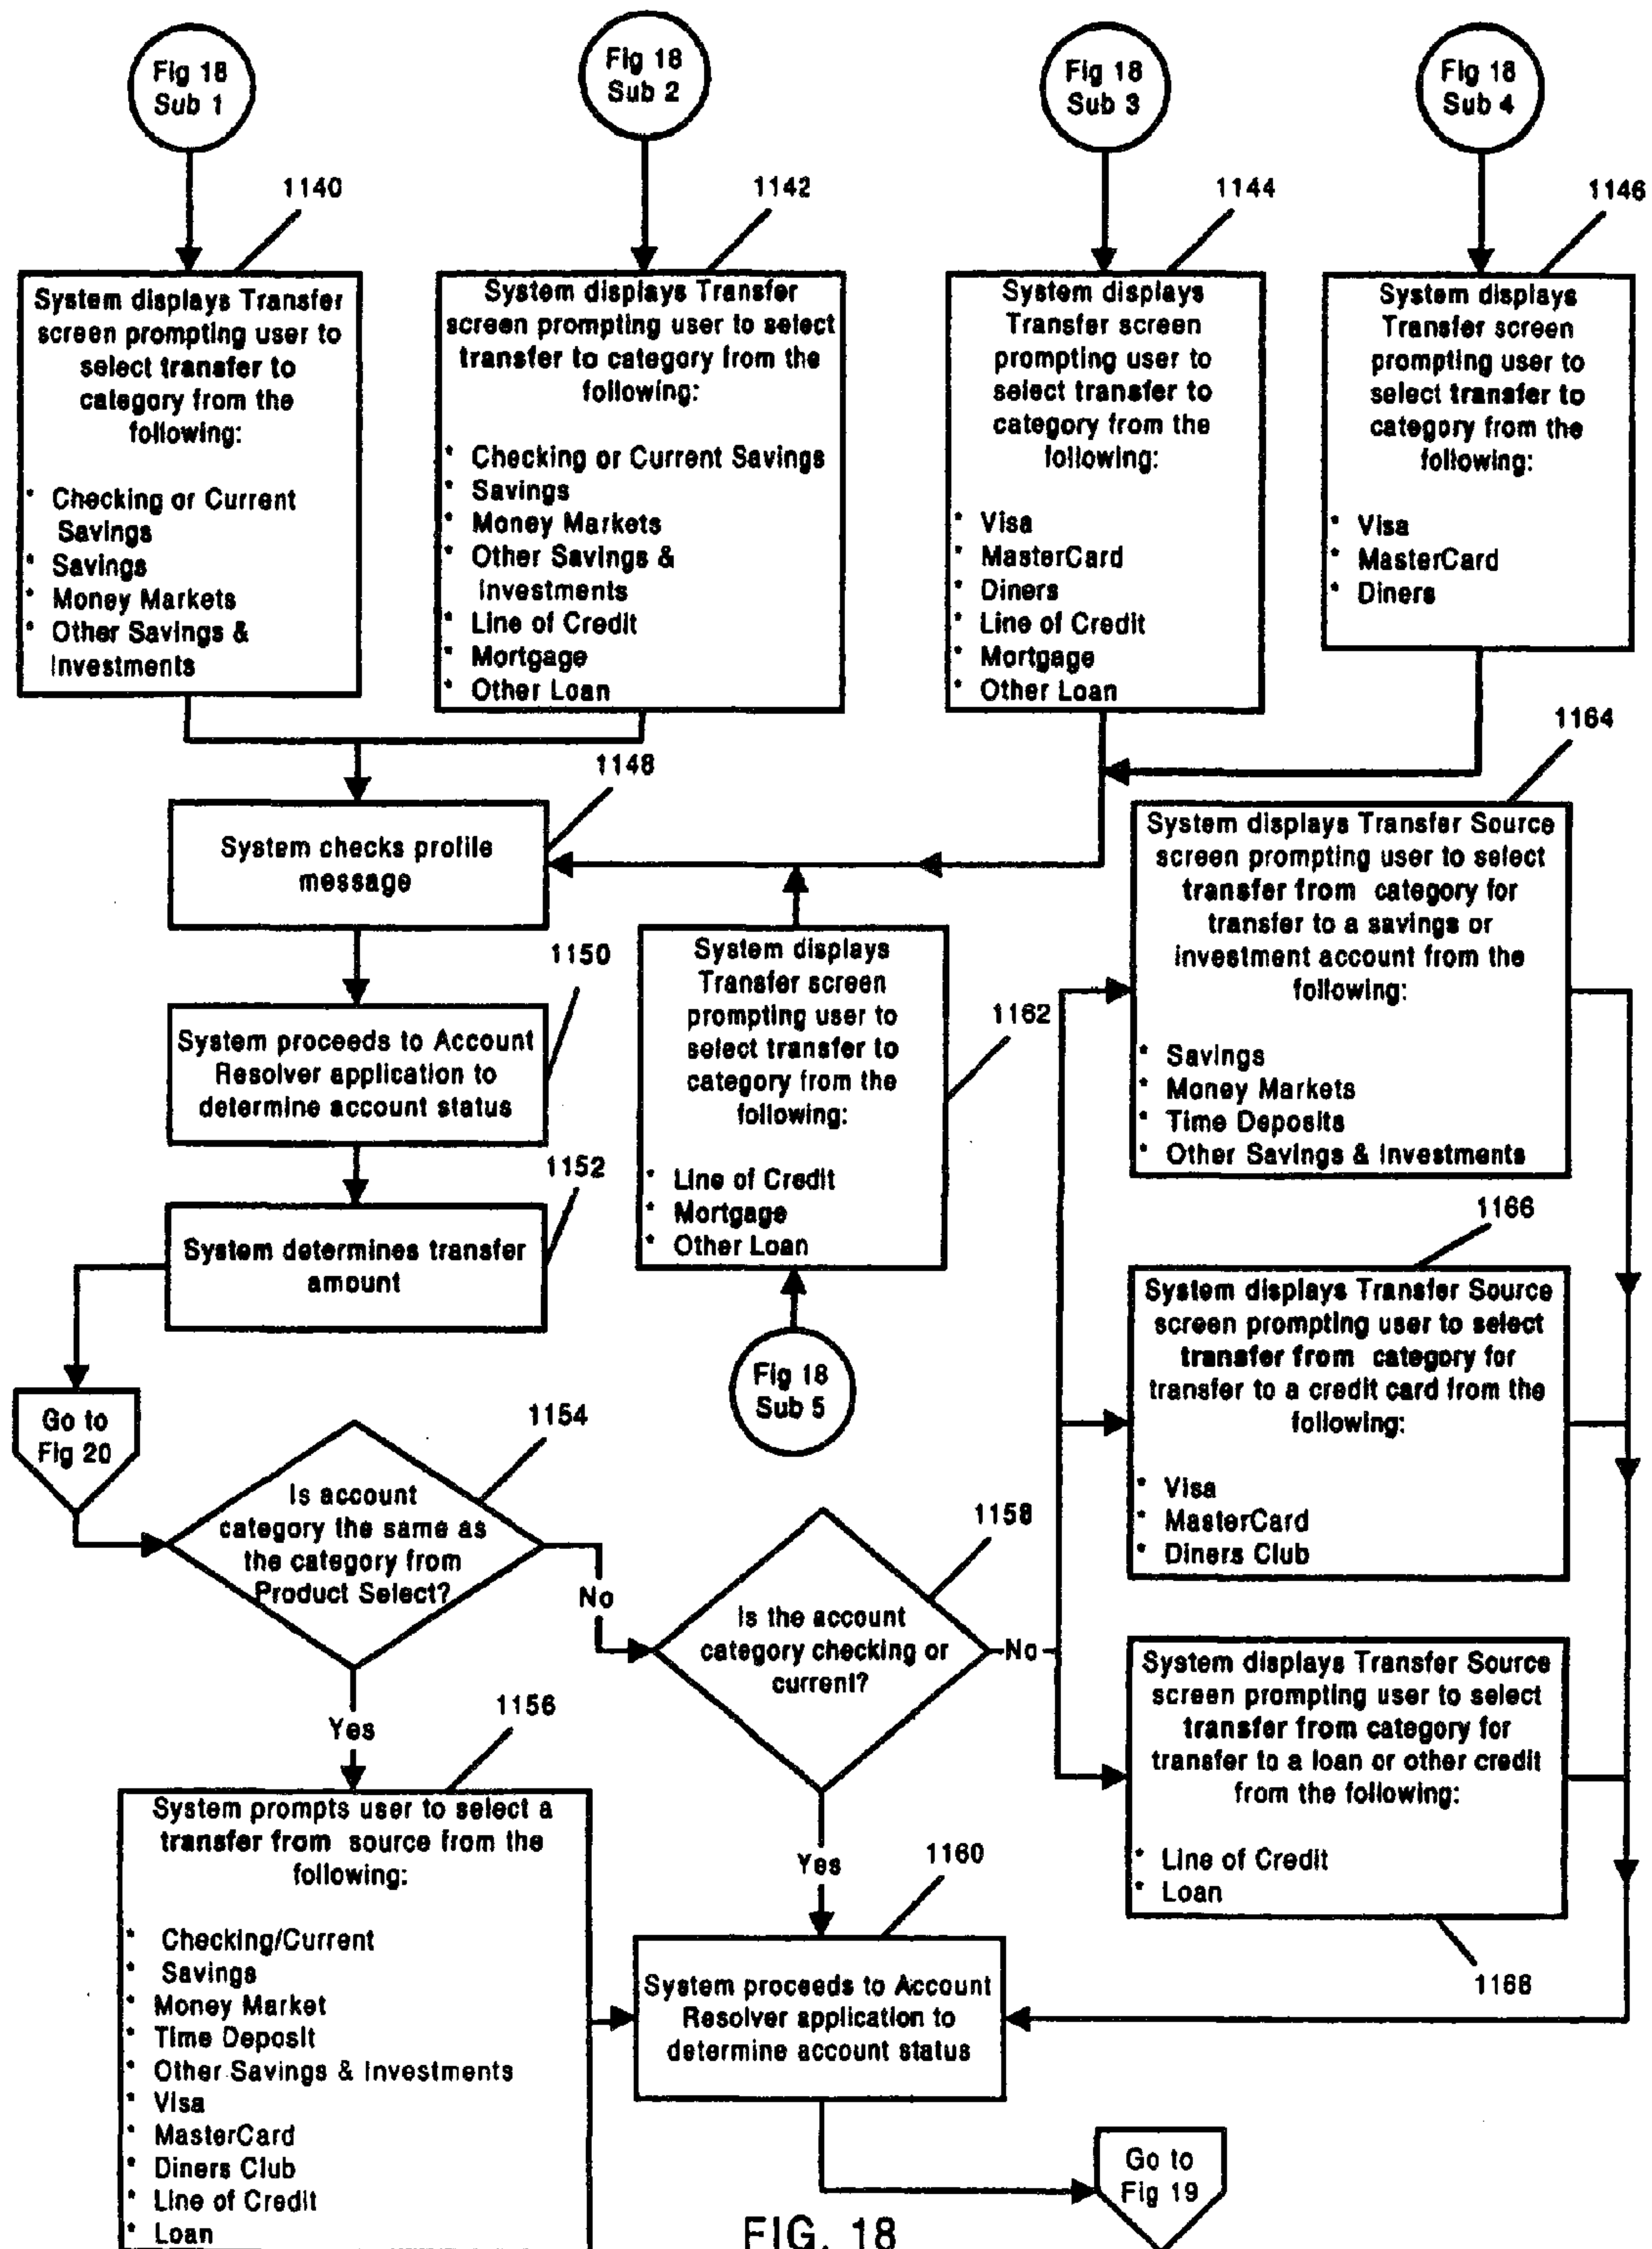 Fig 18
Sub 1
Fig 18
Sub 2
Fig 18
Sub 3
Fig 18
Sub 4
1140
1142
1144
1146
System displays Transfer
screen prompting user to
select transfer to
category from the
following:
* Checking or Current
Savings
* Savings
* Money Markets
* Other Savings &
Investments
System displays Transfer
screen prompting user to select
transfer to category from the
following:
* Checking or Current Savings
* Savings
* Money Markets
* Other Savings &
Investments
* Line of Credit
* Mortgage
* Other Loan
System displays
Transfer screen
prompting user to
select transfer to
category from the
following:
* Visa
* MasterCard
* Diners
* Line of Credit
* Mortgage
* Other Loan
System displays
Transfer screen
prompting user to
select transfer to
category from the
following:
* Visa
* MasterCard
* Diners
1148
System checks profile
message
1150
System proceeds to Account
Resolver application to
determine account status
1152
System determines transfer
amount
Go to
Fig 20
1162
System displays
Transfer screen
prompting user to
select transfer to
category from the
following:
* Line of Credit
* Mortgage
* Other Loan
Fig 18
Sub 5
1164
System displays Transfer Source
screen prompting user to select
transfer from category for
transfer to a savings or
investment account from the
following:
* Savings
* Money Markets
* Time Deposits
* Other Savings & Investments
1166
System displays Transfer Source
screen prompting user to select
transfer from category for
transfer to a credit card from the
following:
* Visa
* MasterCard
* Diners Club
System displays Transfer Source
screen prompting user to select
transfer from category for
transfer to a loan or other credit
from the following:
* Line of Credit
* Loan
1168
1154
Is account
category the same as
the category from
Product Select?
No
Yes
1158
Is the account
category checking or
current?
No
Yes
1156
System prompts user to select a
transfer from source from the
following:
* Checking/Current
* Savings
* Money Market
* Time Deposit
* Other Savings & Investments
* Visa
* MasterCard
* Diners Club
* Line of Credit
* Loan
1160
System proceeds to Account
Resolver application to
determine account status
Go to
Fig 19
FIG. 18